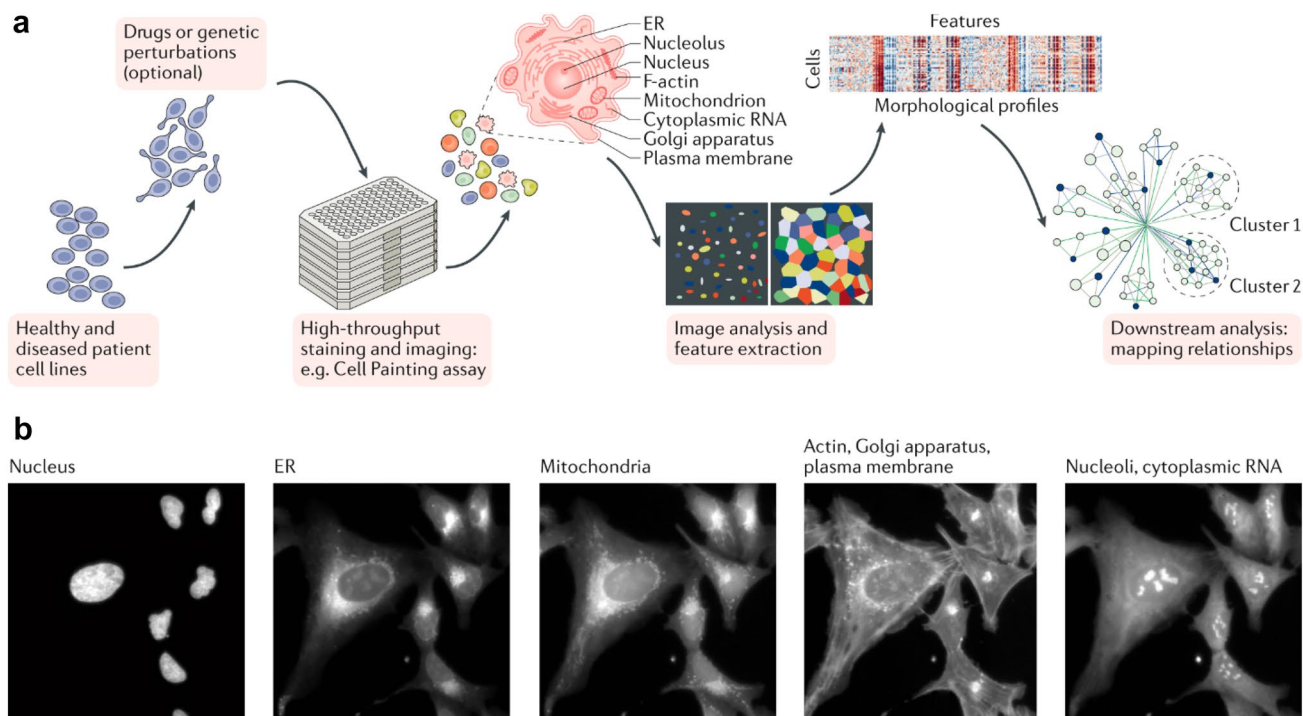 a
Drugs or genetic
perturbations
(optional)
Healthy and
diseased patient
cell lines
High-throughput
staining and imaging:
e.g. Cell Painting assay
ER
Nucleolus
Nucleus
F-actin
Mitochondrion
Cytoplasmic RNA
Golgi apparatus
Plasma membrane
Image analysis and
feature extraction
Features
Cells
Morphological profiles
Cluster 1
Cluster 2
Downstream analysis:
mapping relationships
b
Nucleus
ER
Mitochondria
Actin, Golgi apparatus,
plasma membrane
Nucleoli, cytoplasmic RNA